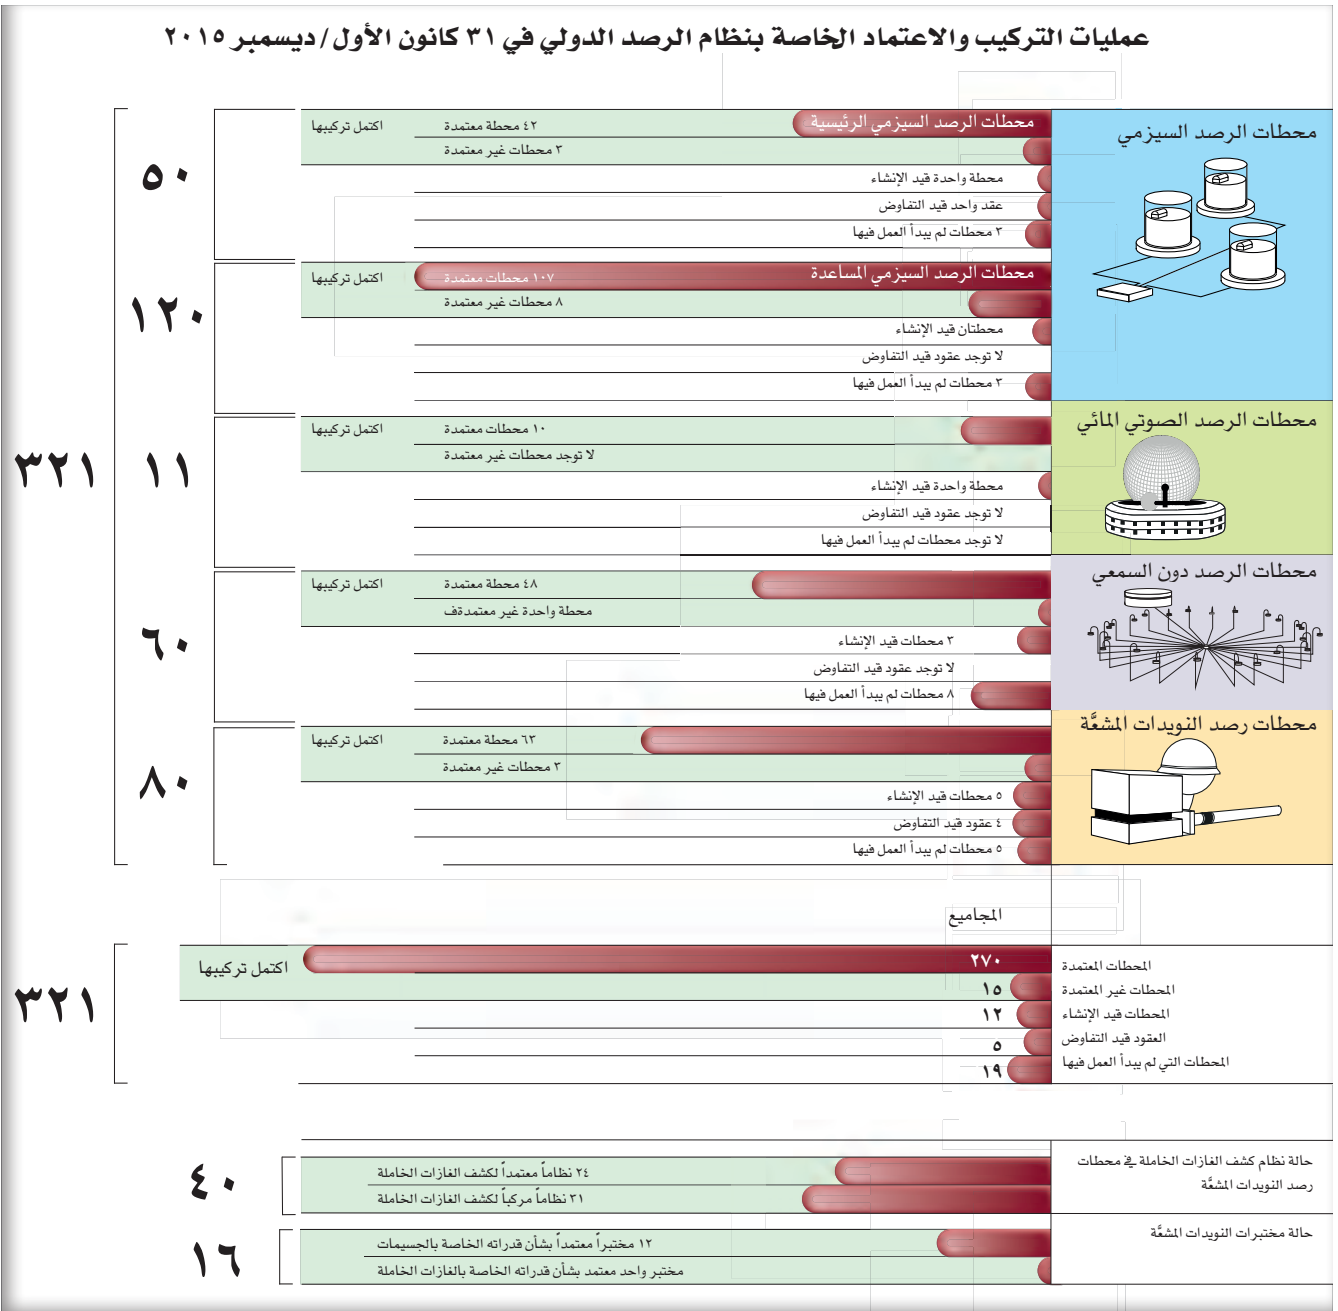 عمليات التركيب والاعتماد الخاصة بنظام الرصد الدولي في ٣١ كانون الأول/ديسمبر ٢٠١٥
محطات الرصد السيزمي
محطات الرصد السيزمي الرئيسية
٤٢ محطة معتمدة
اكتمل تركيبها
٣ محطات غير معتمدة
محطة واحدة قيد الإنشاء
عقد واحد قيد التفاوض
٣ محطات لم يبدأ العمل فيها
٥٠
محطات الرصد السيزمي المساعدة
١٠٧ محطات معتمدة
اكتمل تركيبها
٨ محطات غير معتمدة
محطتان قيد الإنشاء
لا توجد عقود قيد التفاوض
٣ محطات لم يبدأ العمل فيها
١٢٠
محطات الرصد الصوتي المائي
١٠ محطات معتمدة
اكتمل تركيبها
لا توجد محطات غير معتمدة
محطة واحدة قيد الإنشاء
لا توجد عقود قيد التفاوض
لا توجد محطات لم يبدأ العمل فيها
١١
٣٢١
محطات الرصد دون السمعي
٤٨ محطة معتمدة
اكتمل تركيبها
محطة واحدة غير معتمدةف
٣ محطات قيد الإنشاء
لا توجد عقود قيد التفاوض
٨ محطات لم يبدأ العمل فيها
٦٠
محطات رصد النويدات المشعَّة
٦٣ محطة معتمدة
اكتمل تركيبها
٣ محطات غير معتمدة
٥ محطات قيد الإنشاء
٤ عقود قيد التفاوض
٥ محطات لم يبدأ العمل فيها
٨٠
المجاميع
المحطات المعتمدة
٢٧٠
اكتمل تركيبها
المحطات غير المعتمدة
١٥
المحطات قيد الإنشاء
١٢
العقود قيد التفاوض
٥
المحطات التي لم يبدأ العمل فيها
١٩
٣٢١
حالة نظام كشف الغازات الخاملة في محطات
رصد النويدات المشعَّة
٢٤ نظاماً معتمداً لكشف الغازات الخاملة
٣١ نظاماً مركباً لكشف الغازات الخاملة
٤٠
حالة مختبرات النويدات المشعَّة
١٢ مختبراً معتمداً بشأن قدراته الخاصة بالجسيمات
مختبر واحد معتمد بشأن قدراته الخاصة بالغازات الخاملة
١٦